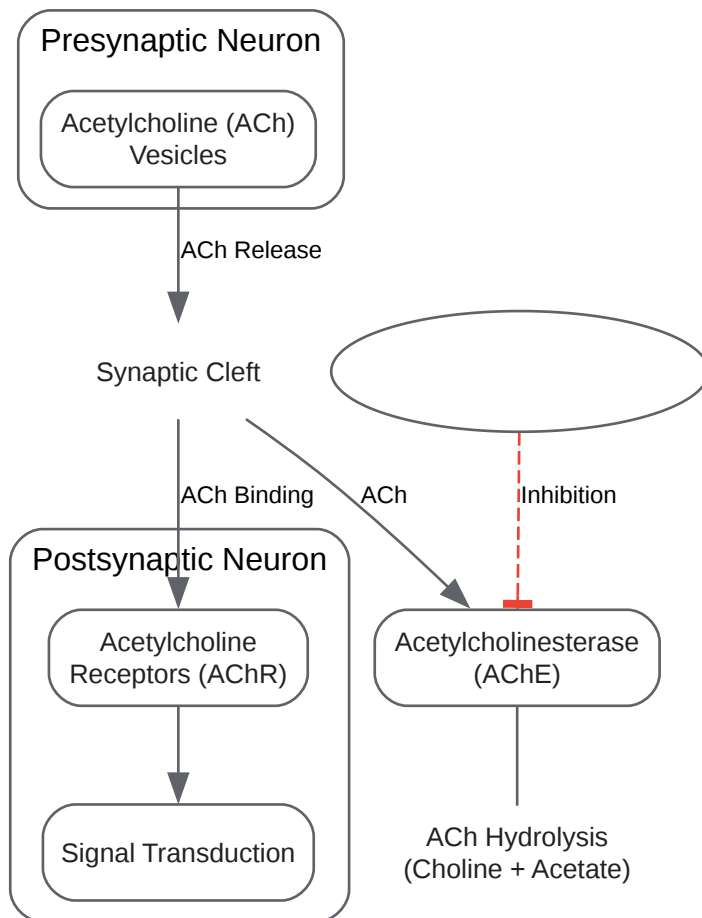 Presynaptic Neuron
Acetylcholine (ACh)
Vesicles
ACh Release
Synaptic Cleft
ACh Binding
ACh
Inhibition
Postsynaptic Neuron
Acetylcholine
Receptors (AChR)
Acetylcholinesterase
(AChE)
Signal Transduction
ACh Hydrolysis
(Choline + Acetate)